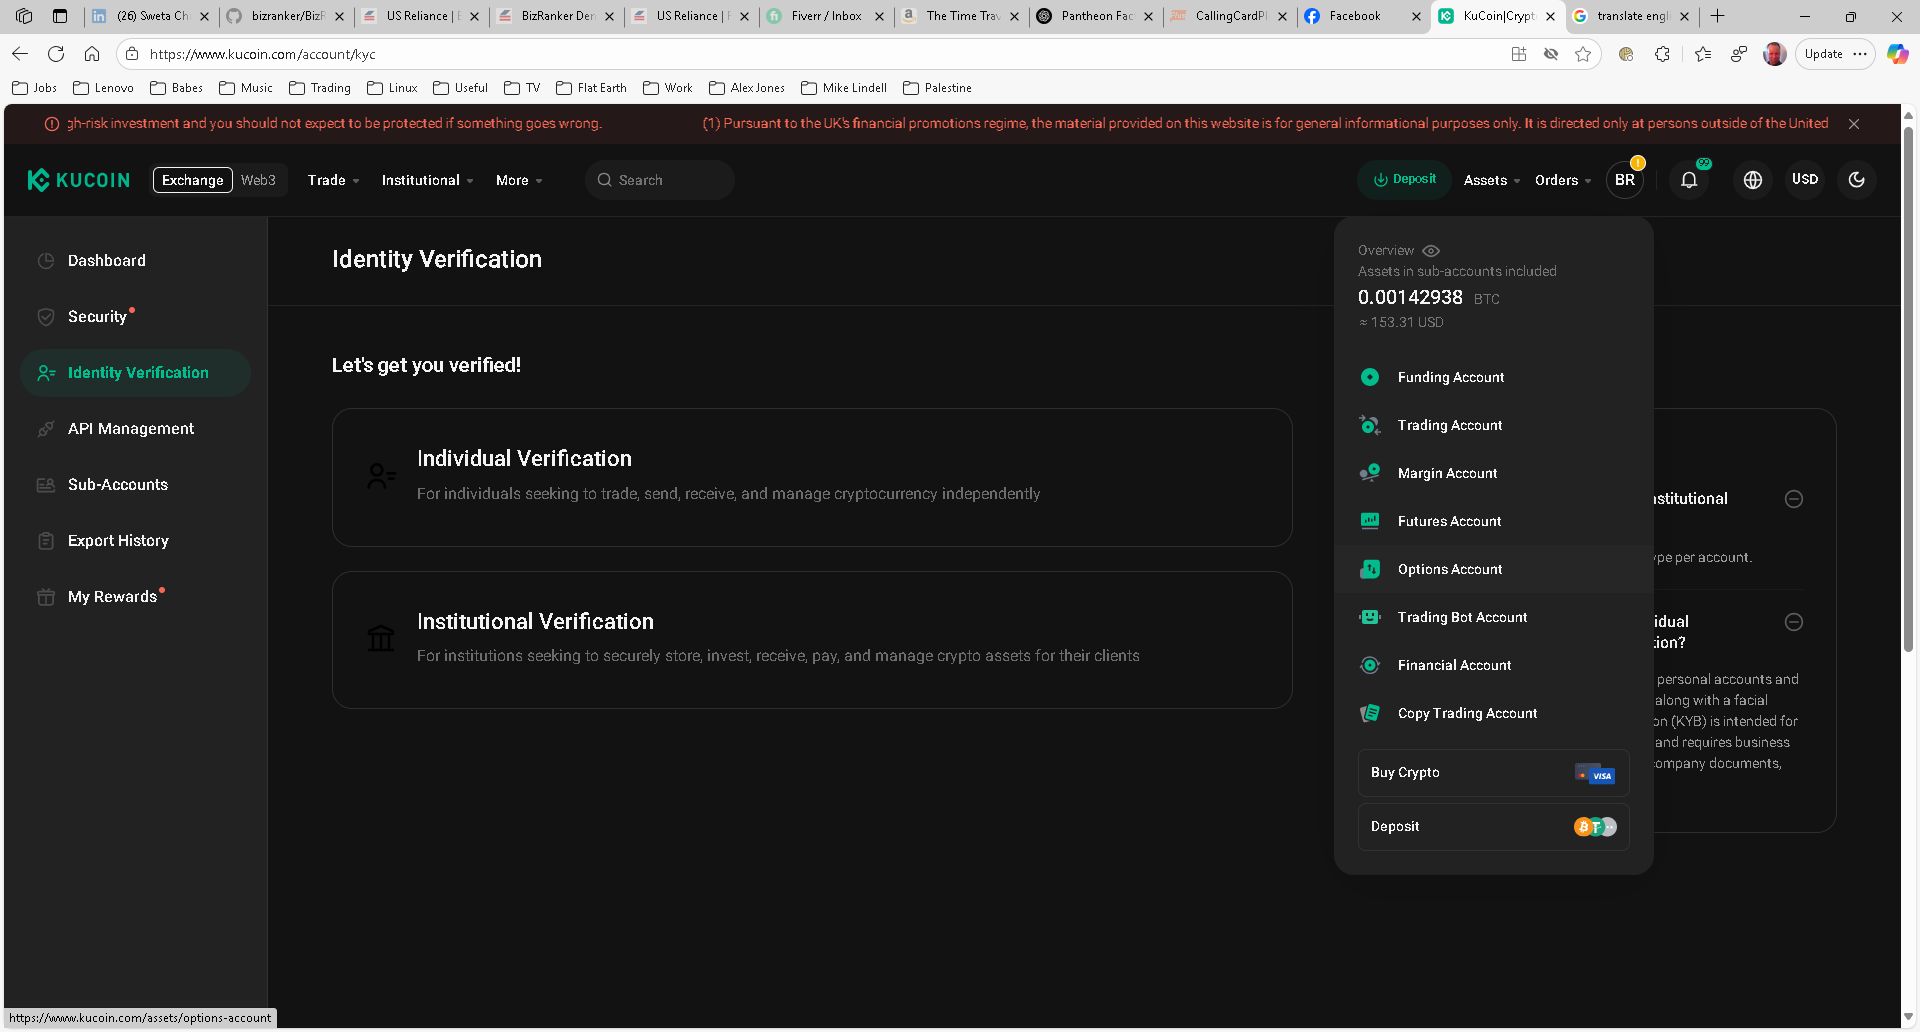 (26) Sweta Ch
bizranker/BizR
US Reliance |
BizRanker Den
US Reliance |
Fiverr / Inbox
The Time Trav
Pantheon Fac
CallingCardPl
Facebook
KuCoin|Crypt
translate engli
https://www.kucoin.com/account/kyc
Update
Jobs
Lenovo
Babes
Music
Trading
Linux
Useful
TV
Flat Earth
Work
Alex Jones
Mike Lindell
Palestine
gh-risk investment and you should not expect to be protected if something goes wrong.
(1) Pursuant to the UK's financial promotions regime, the material provided on this website is for general informational purposes only. It is directed only at persons outside of the United
KUCOIN
Exchange
Web3
Trade
Institutional
More
Search
Deposit
Assets
Orders
BR
99
USD
Dashboard
Security
Identity Verification
API Management
Sub-Accounts
Export History
My Rewards
Identity Verification
Let's get you verified!
Individual Verification
For individuals seeking to trade, send, receive, and manage cryptocurrency independently
Institutional Verification
For institutions seeking to securely store, invest, receive, pay, and manage crypto assets for their clients
Overview
Assets in sub-accounts included
0.00142938 BTC
≈ 153.31 USD
Funding Account
Trading Account
Margin Account
Futures Account
Options Account
Trading Bot Account
Financial Account
Copy Trading Account
Buy Crypto
VISA
Deposit
nstitutional
ype per account.
idual
tion?
personal accounts and
along with a facial
on (KYB) is intended for
and requires business
ompany documents,
https://www.kucoin.com/assets/options-account